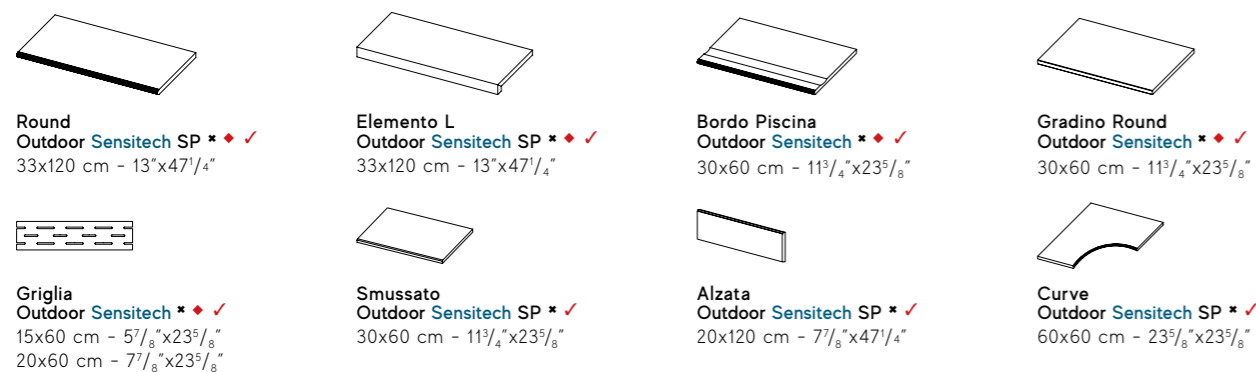 Round
Outdoor Sensitech SP ✖ ◆ ✓
33x120 cm - 13”x47¹/₄”
Elemento L
Outdoor Sensitech SP ✖ ◆ ✓
33x120 cm - 13”x47¹/₄”
Bordo Piscina
Outdoor Sensitech ✖ ◆ ✓
30x60 cm - 11³/₄”x23⁵/₈”
Gradino Round
Outdoor Sensitech ✖ ◆ ✓
30x60 cm - 11³/₄”x23⁵/₈”
Griglia
Outdoor Sensitech ✖ ◆ ✓
15x60 cm - 5⁷/₈”x23⁵/₈”
20x60 cm - 7⁷/₈”x23⁵/₈”
Smussato
Outdoor Sensitech SP ✖ ✓
30x60 cm - 11³/₄”x23⁵/₈”
Alzata
Outdoor Sensitech SP ✖ ✓
20x120 cm - 7⁷/₈”x47¹/₄”
Curve
Outdoor Sensitech SP ✖ ✓
60x60 cm - 23⁵/₈”x23⁵/₈”